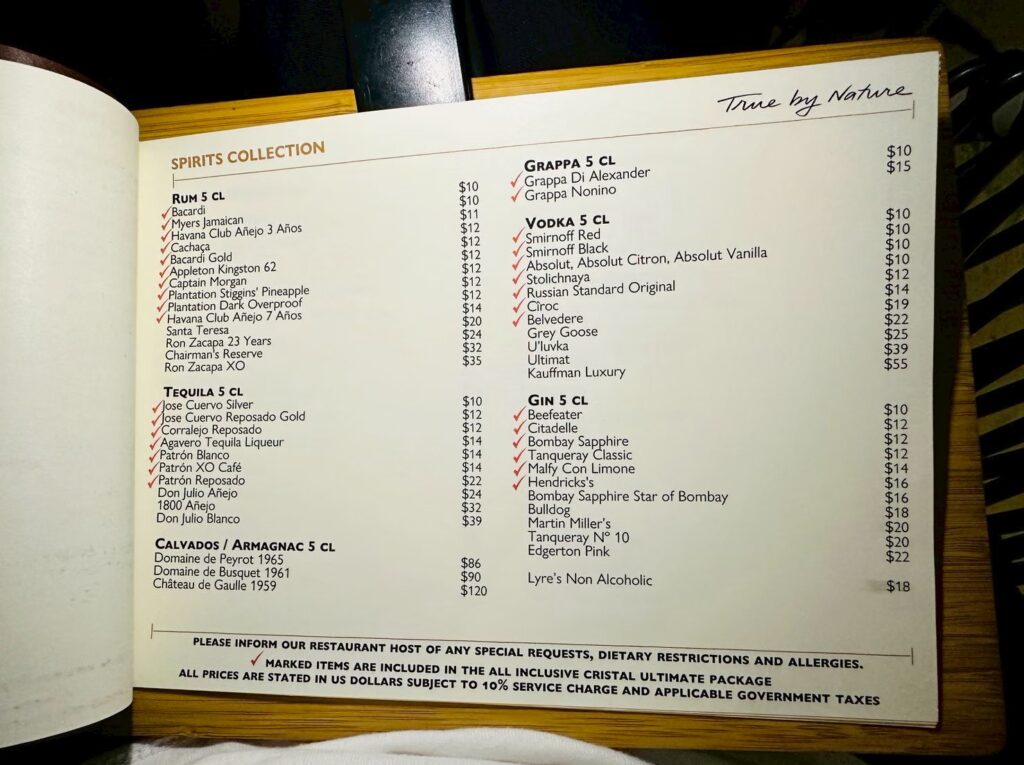 True by Nature
SPIRITS COLLECTION
RUM 5 CL
Bacardi $10
Myers Jamaican $10
Havana Club Añejo 3 Años $11
Cachaça $12
Bacardi Gold $12
Appleton Kingston 62 $12
Captain Morgan $12
Plantation Stiggins' Pineapple $12
Plantation Dark Overproof $12
Havana Club Añejo 7 Años $14
Santa Teresa $20
Ron Zacapa 23 Years $24
Chairman's Reserve $32
Ron Zacapa XO $35
TEQUILA 5 CL
Jose Cuervo Silver $10
Jose Cuervo Reposado Gold $12
Corralejo Reposado $12
Agavero Tequila Liqueur $14
Patrón Blanco $14
Patrón XO Café $14
Patrón Reposado $22
Don Julio Añejo $24
1800 Añejo $32
Don Julio Blanco $39
CALVADOS / ARMAGNAC 5 CL
Domaine de Peyrot 1965 $86
Domaine de Busquet 1961 $90
Château de Gaulle 1959 $120
GRAPPA 5 CL
Grappa Di Alexander $10
Grappa Nonino $15
VODKA 5 CL
Smirnoff Red $10
Smirnoff Black $10
Absolut, Absolut Citron, Absolut Vanilla $10
Stolichnaya $10
Russian Standard Original $12
Cîroc $14
Belvedere $19
Grey Goose $22
U'luvka $25
Ultimat $39
Kauffman Luxury $55
GIN 5 CL
Beefeater $10
Citadelle $12
Bombay Sapphire $12
Tanqueray Classic $12
Malfy Con Limone $14
Hendricks's $16
Bombay Sapphire Star of Bombay $16
Bulldog $18
Martin Miller's $20
Tanqueray Nº 10 $20
Edgerton Pink $22
Lyre's Non Alcoholic $18
PLEASE INFORM OUR RESTAURANT HOST OF ANY SPECIAL REQUESTS, DIETARY RESTRICTIONS AND ALLERGIES.
✓ MARKED ITEMS ARE INCLUDED IN THE ALL INCLUSIVE CRISTAL ULTIMATE PACKAGE
ALL PRICES ARE STATED IN US DOLLARS SUBJECT TO 10% SERVICE CHARGE AND APPLICABLE GOVERNMENT TAXES